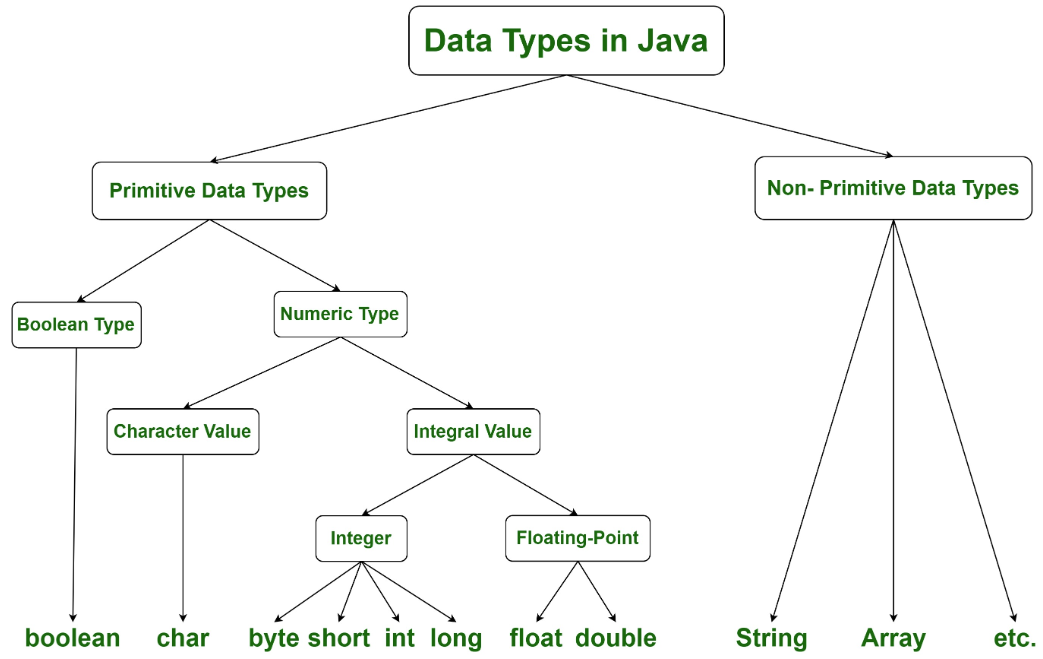 Data Types in Java
Primitive Data Types
Non- Primitive Data Types
Boolean Type
Numeric Type
Character Value
Integral Value
Integer
Floating-Point
boolean
char
byte
short
int
long
float
double
String
Array
etc.